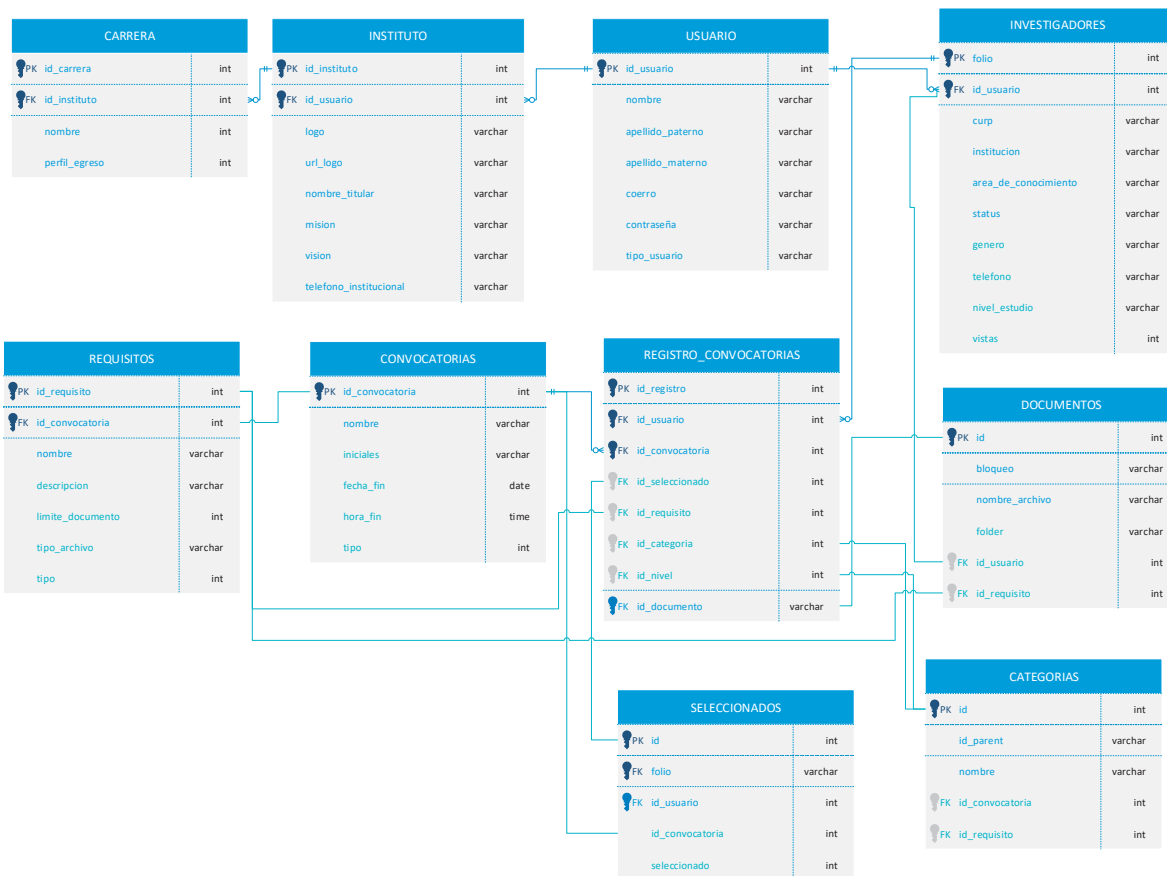 CARRERA
PK id_carrera int
FK id_instituto int
nombre int
perfil_egreso int
INSTITUTO
PK id_instituto int
FK id_usuario int
logo varchar
url_logo varchar
nombre_titular varchar
mision varchar
vision varchar
telefono_institucional varchar
USUARIO
PK id_usuario int
nombre varchar
apellido_paterno varchar
apellido_materno varchar
coerro varchar
contraseña varchar
tipo_usuario varchar
INVESTIGADORES
PK folio int
FK id_usuario int
curp varchar
institucion varchar
area_de_conocimiento varchar
status varchar
genero varchar
telefono varchar
nivel_estudio varchar
vistas int
REQUISITOS
PK id_requisito int
FK id_convocatoria int
nombre varchar
descripcion varchar
limite_documento int
tipo_archivo varchar
tipo int
CONVOCATORIAS
PK id_convocatoria int
nombre varchar
iniciales varchar
fecha_fin date
hora_fin time
tipo int
REGISTRO_CONVOCATORIAS
PK id_registro int
FK id_usuario int
FK id_convocatoria int
FK id_seleccionado int
FK id_requisito int
FK id_categoria int
FK id_nivel int
FK id_documento varchar
DOCUMENTOS
PK id int
bloqueo varchar
nombre_archivo varchar
folder varchar
FK id_usuario int
FK id_requisito int
SELECCIONADOS
PK id int
FK folio varchar
FK id_usuario int
id_convocatoria int
seleccionado int
CATEGORIAS
PK id int
id_parent varchar
nombre varchar
FK id_convocatoria int
FK id_requisito int